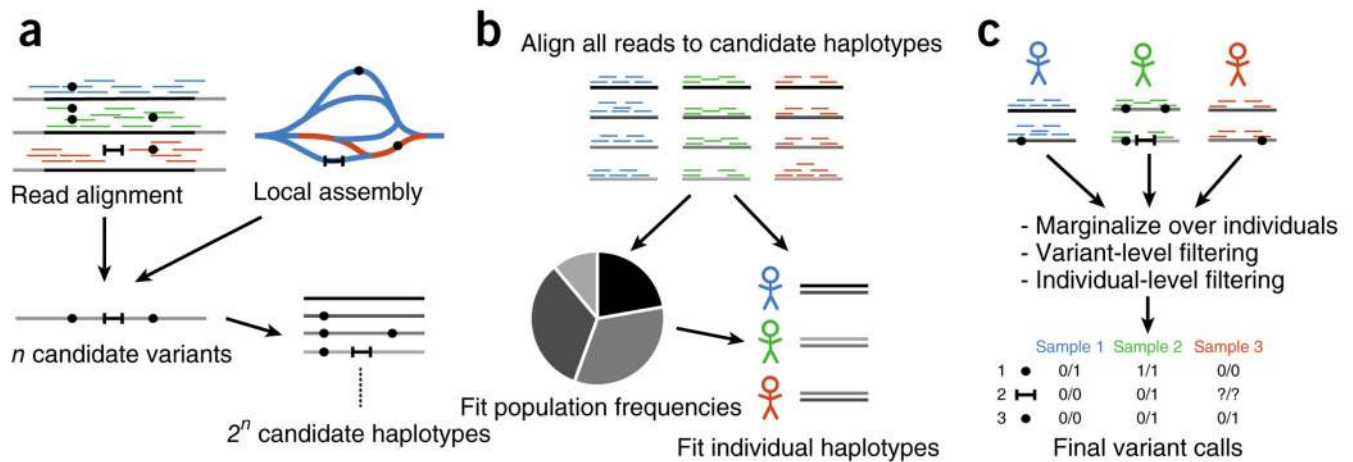 a
Read alignment
Local assembly
n candidate variants
2^n candidate haplotypes
b
Align all reads to candidate haplotypes
Fit population frequencies
Fit individual haplotypes
c
- Marginalize over individuals
- Variant-level filtering
- Individual-level filtering
Sample 1 Sample 2 Sample 3
1 0/1 1/1 0/0
2 0/0 0/1 ?/?
3 0/0 0/1 0/1
Final variant calls